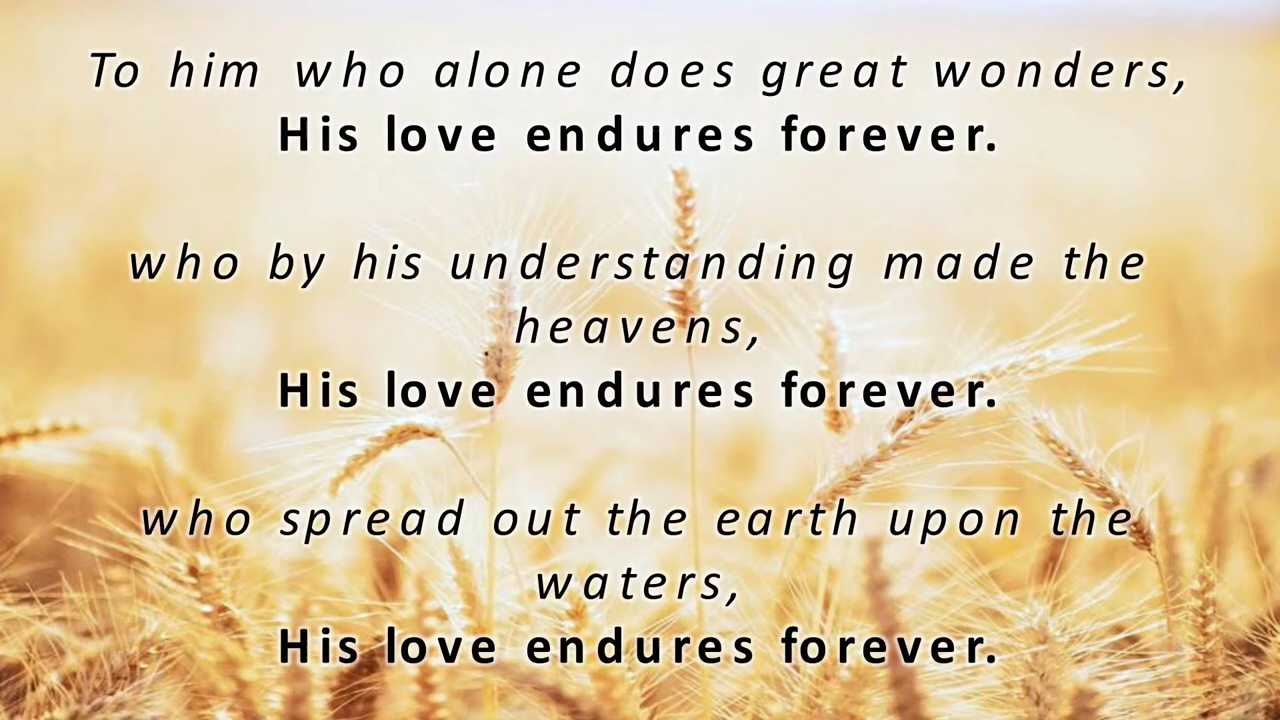 To him who alone does great wonders,
His love endures forever.
who by his understanding made the
heavens,
His love endures forever.
who spread out the earth upon the
waters,
His love endures forever.